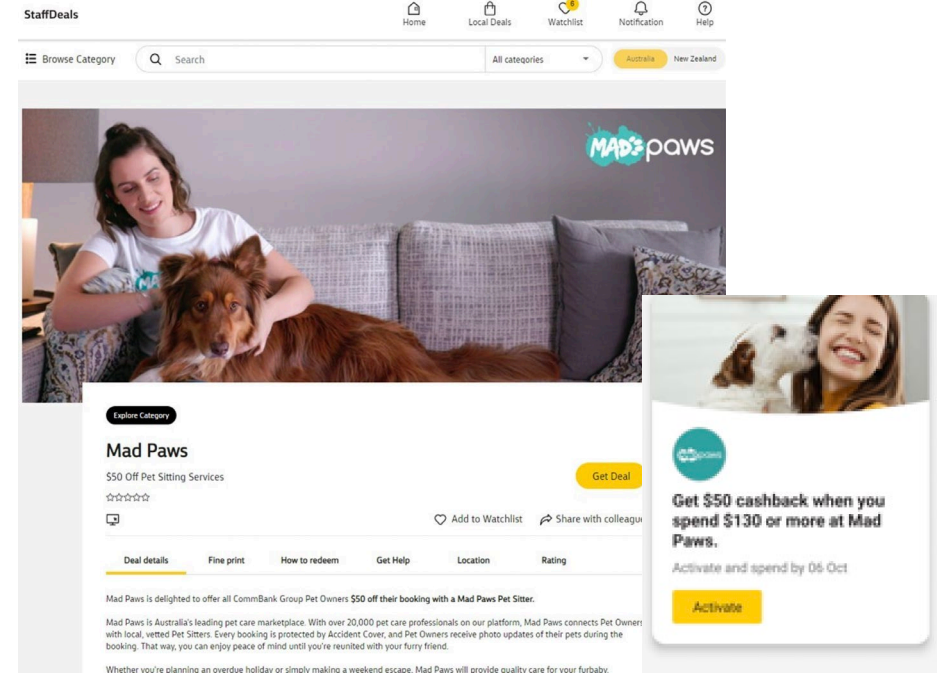 StaffDeals
Home
Local Deals
6
Watchlist
Notification
?
Help
Browse Category
Search
All categories
Australia
New Zealand
MAD paws
MAD
Explore Category
Mad Paws
$50 Off Pet Sitting Services
Get Deal
Add to Watchlist
Share with colleagu
Deal details
Fine print
How to redeem
Get Help
Location
Rating
Mad Paws is delighted to offer all CommBank Group Pet Owners $50 off their booking with a Mad Paws Pet Sitter.
Mad Paws is Australia's leading pet care marketplace. With over 20,000 pet care professionals on our platform, Mad Paws connects Pet Owners
with local, vetted Pet Sitters. Every booking is protected by Accident Cover, and Pet Owners receive photo updates of their pets during the
booking. That way, you can enjoy peace of mind until you're reunited with your furry friend.
Whether you're planning an overdue holiday or simply making a weekend escape, Mad Paws will provide quality care for your furbaby.
madpaws
Get $50 cashback when you
spend $130 or more at Mad
Paws.
Activate and spend by 06 Oct
Activate